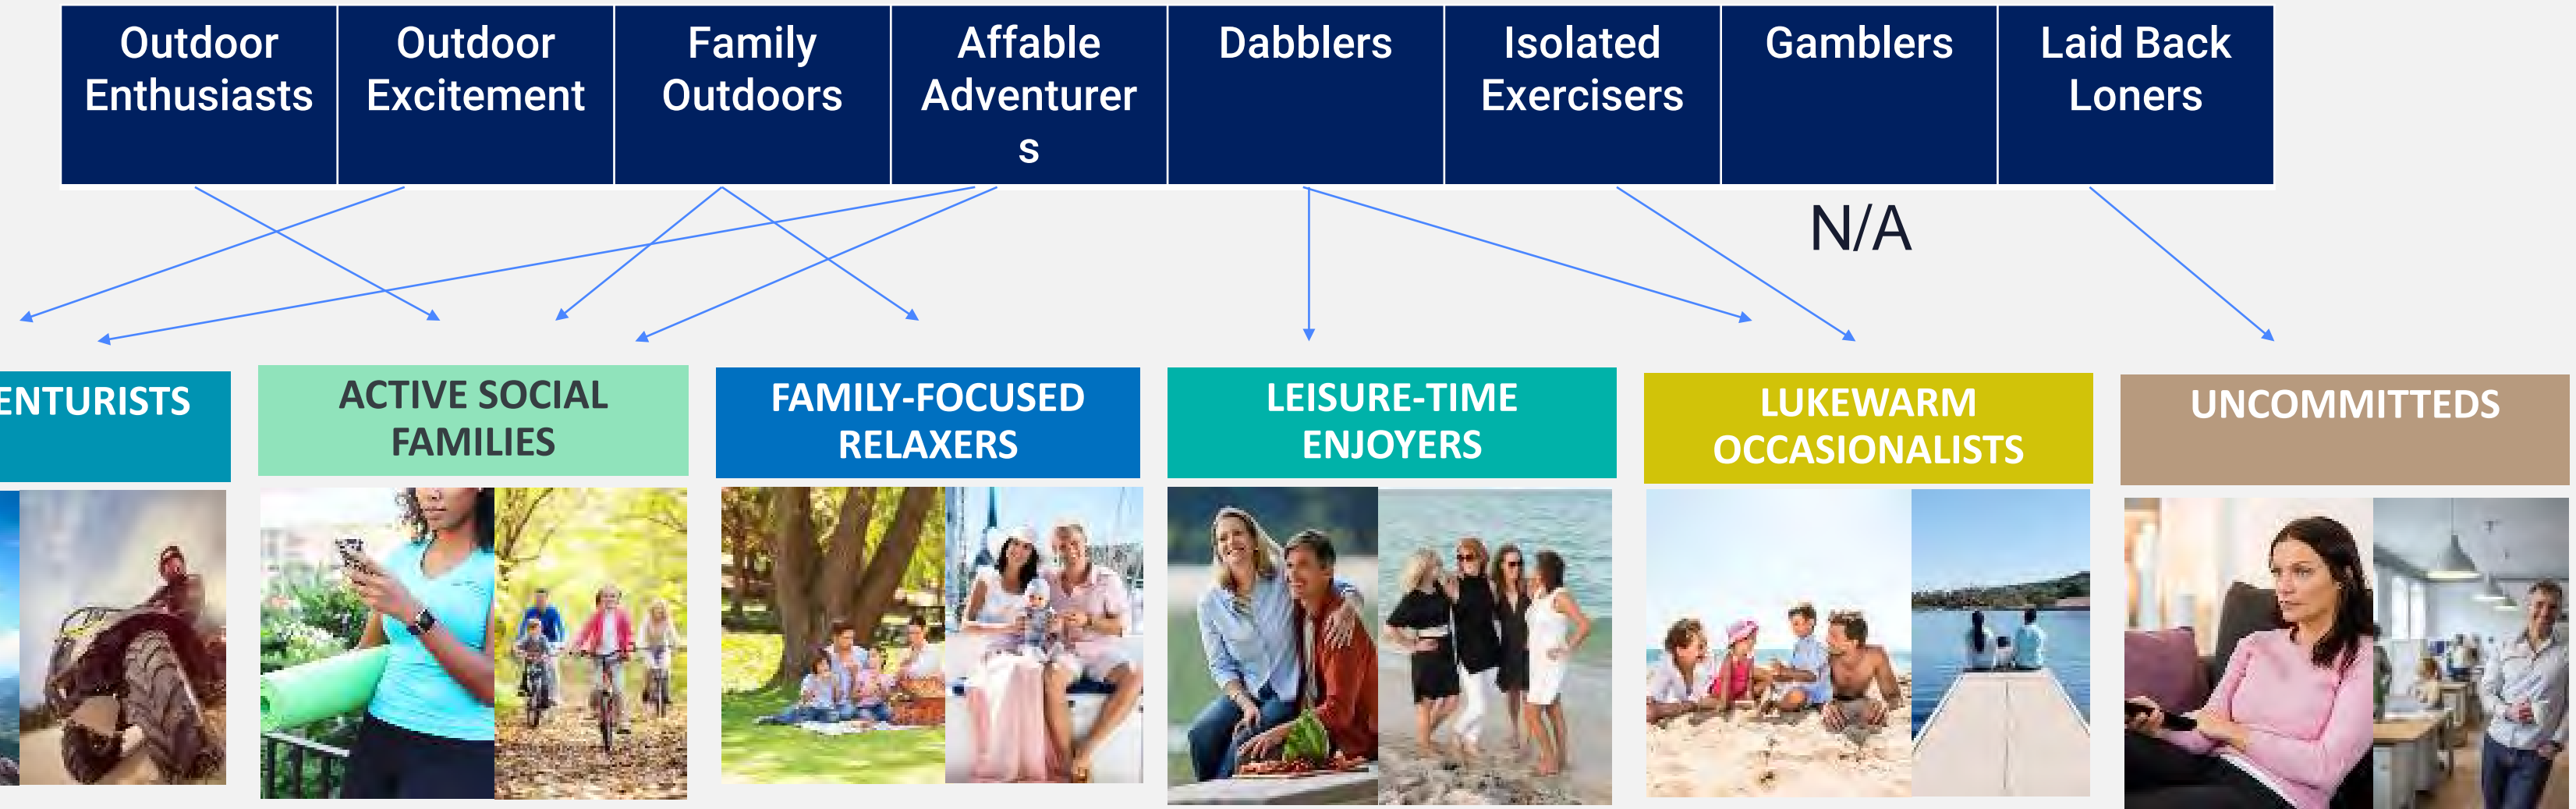 Outdoor
Enthusiasts
Outdoor
Excitement
Family
Outdoors
Affable
Adventurer
s
Dabblers
Isolated
Exercisers
Gamblers
Laid Back
Loners
N/A
ENTURISTS
ACTIVE SOCIAL
FAMILIES
FAMILY-FOCUSED
RELAXERS
LEISURE-TIME
ENJOYERS
LUKEWARM
OCCASIONALISTS
UNCOMMITTEDS